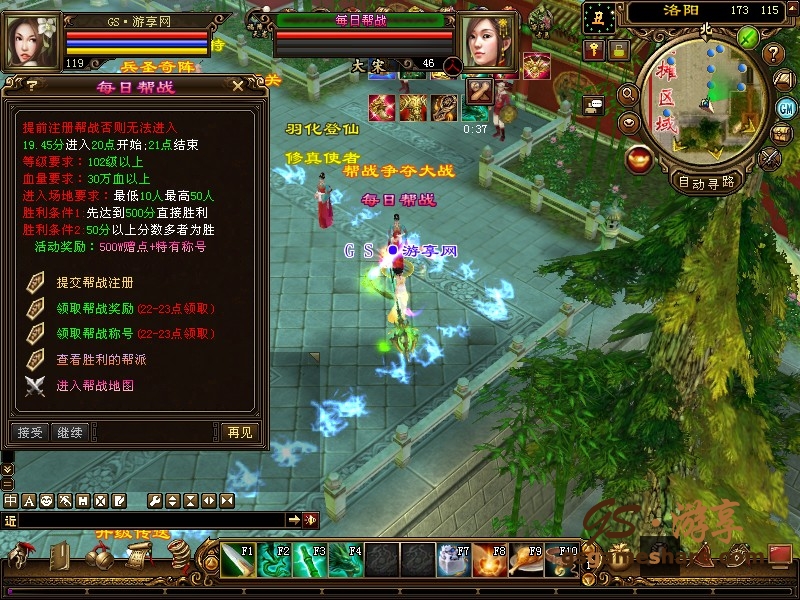 GS·游享网
119
每日帮战
大宋
46
0:37
丑
洛阳
173 115
北
摊区域
GM
自动寻路
兵圣奇阵
羽化登仙
修真使者
帮战争夺大战
每日帮战
GS
游享网
?
每日帮战
提前注册帮战否则无法进入
19.45分进入20点开始;21点结束
等级要求：102级以上
血量要求：30万血以上
进入场地要求：最低10人最高50人
胜利条件1:先达到500分直接胜利
胜利条件2:50分以上分数多者为胜
活动奖励：500W赠点+特有称号
提交帮战注册
领取帮战奖励(22-23点领取)
领取帮战称号(22-23点领取)
查看胜利的帮派
进入帮战地图
接受
继续
再见
中 A
近
升级传送
F1 F2 F3 F4 F7 F8 F9 F10
GS·游享